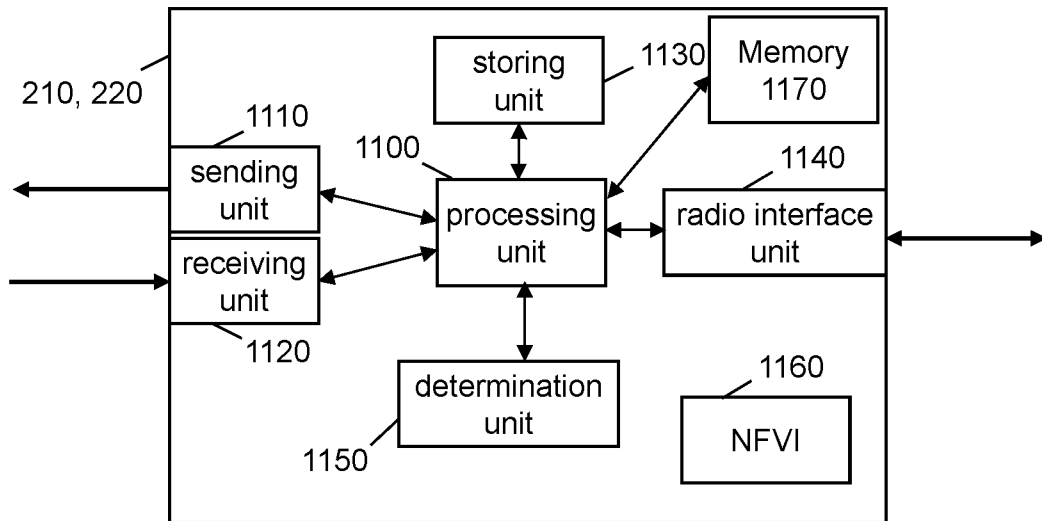 210, 220
storing
unit
1130
Memory
1170
1110
sending
unit
1100
processing
unit
1140
radio interface
unit
receiving
unit
1120
determination
unit
1150
1160
NFVI